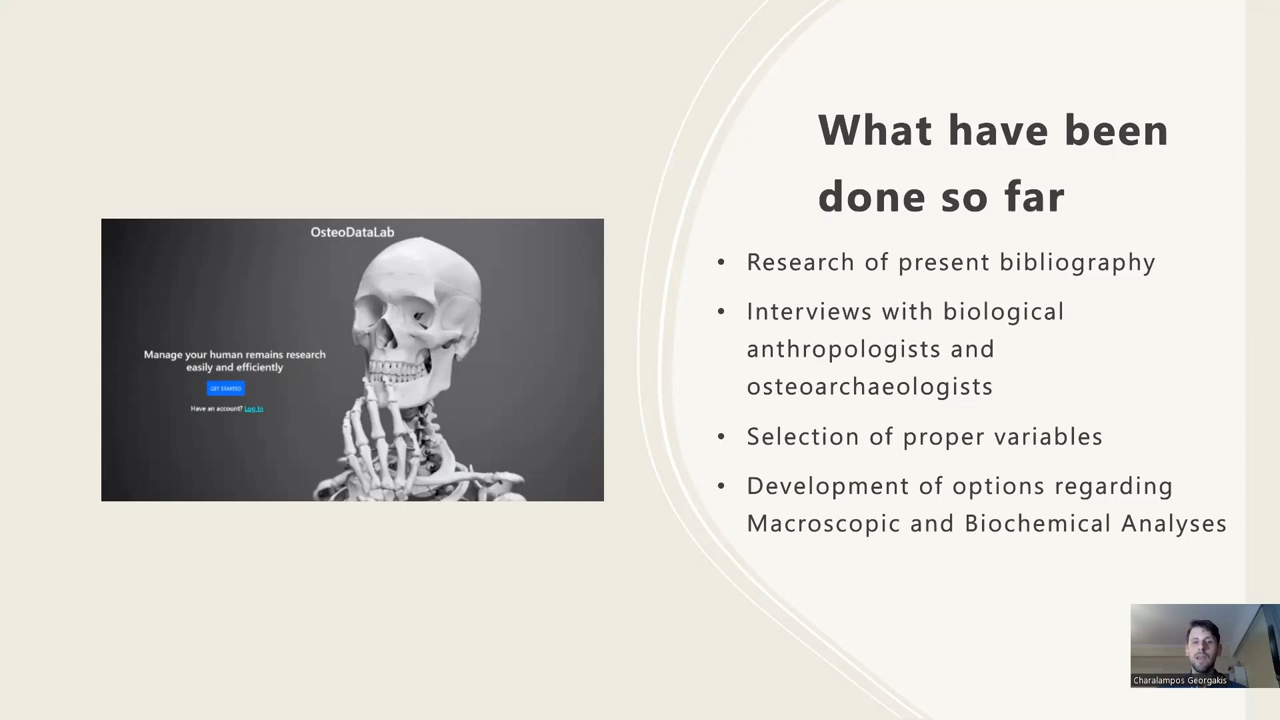 OsteoDataLab
Manage your human remains research
easily and efficiently
GET STARTED
Have an account? Log In
What have been
done so far
• Research of present bibliography
• Interviews with biological
anthropologists and
osteoarchaeologists
• Selection of proper variables
• Development of options regarding
Macroscopic and Biochemical Analyses
Charalampos Georgakis